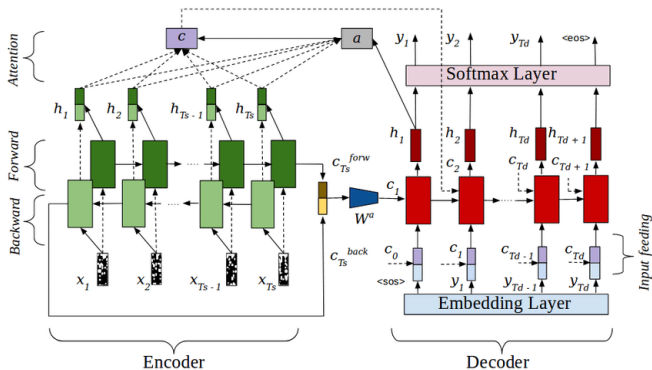 Attention
c
a
y1 y2 yTd <eos>
Softmax Layer
h1 h2 hTs - 1 hTs
h1 h2 hTd hTd + 1
Forward
cTs^forw
c1 c2 cTd cTd + 1
Backward
W^a
cTs^back
c0 c1 cTd - 1 cTd
Input feeding
x1 x2 xTs - 1 xTs
<sos> y1 yTd - 1 yTd
Embedding Layer
Encoder
Decoder